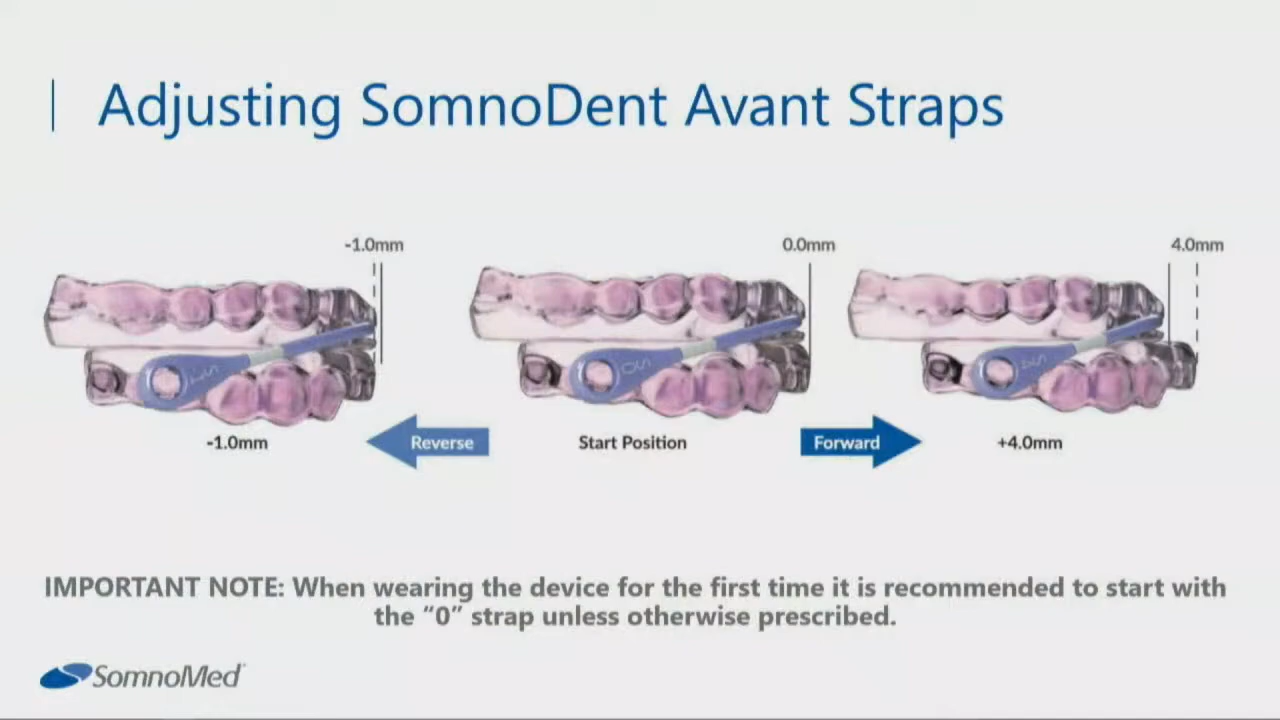 Adjusting SomnoDent Avant Straps
-1.0mm
0.0mm
4.0mm
-1.0mm
Reverse
Start Position
Forward
+4.0mm
IMPORTANT NOTE: When wearing the device for the first time it is recommended to start with
the “0” strap unless otherwise prescribed.
SomnoMed